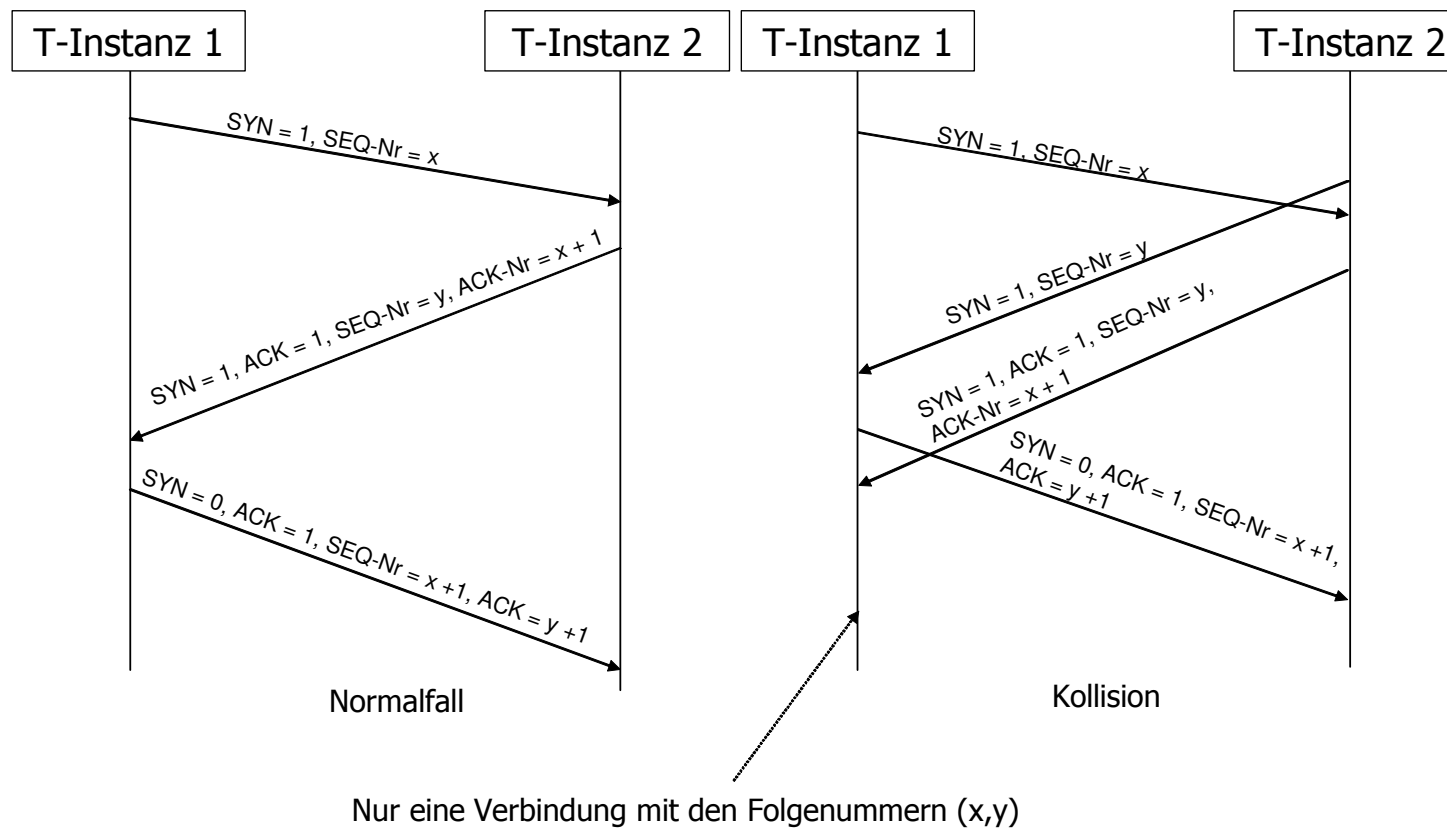 T-Instanz 1
T-Instanz 2
SYN = 1, SEQ-Nr = x
SYN = 1, ACK = 1, SEQ-Nr = y, ACK-Nr = x + 1
SYN = 0, ACK = 1, SEQ-Nr = x +1, ACK = y +1
Normalfall
T-Instanz 1
T-Instanz 2
SYN = 1, SEQ-Nr = x
SYN = 1, SEQ-Nr = y
SYN = 1, ACK = 1, SEQ-Nr = y,
ACK-Nr = x + 1
SYN = 0, ACK = 1, SEQ-Nr = x +1,
ACK = y +1
Kollision
Nur eine Verbindung mit den Folgenummern (x,y)